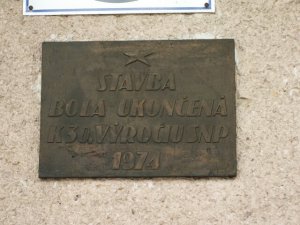 STAVBA
BOLA UKONČENÁ
K 30. VÝROČIU SNP
1974